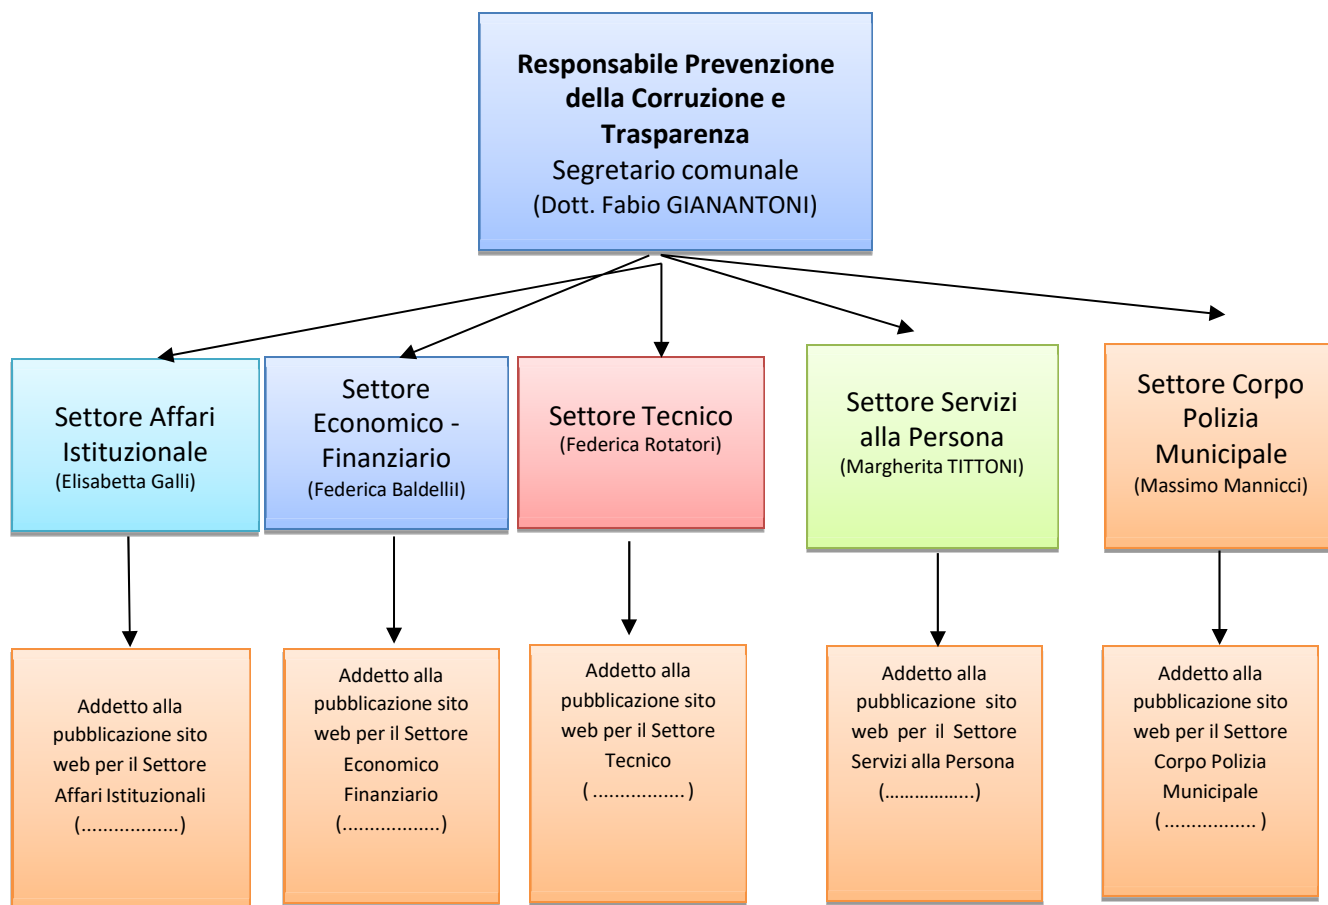 Responsabile Prevenzione
della Corruzione e
Trasparenza
Segretario comunale
(Dott. Fabio GIANANTONI)
Settore Affari
Istituzionale
(Elisabetta Galli)
Settore
Economico -
Finanziario
(Federica BaldelliI)
Settore Tecnico
(Federica Rotatori)
Settore Servizi
alla Persona
(Margherita TITTONI)
Settore Corpo
Polizia
Municipale
(Massimo Mannicci)
Addetto alla
pubblicazione sito
web per il Settore
Affari Istituzionali
(..................)
Addetto alla
pubblicazione sito
web per il Settore
Economico
Finanziario
(..................)
Addetto alla
pubblicazione sito
web per il Settore
Tecnico
( ................. )
Addetto alla
pubblicazione sito
web per il Settore
Servizi alla Persona
(……………...)
Addetto alla
pubblicazione sito
web per il Settore
Corpo Polizia
Municipale
( ................. )